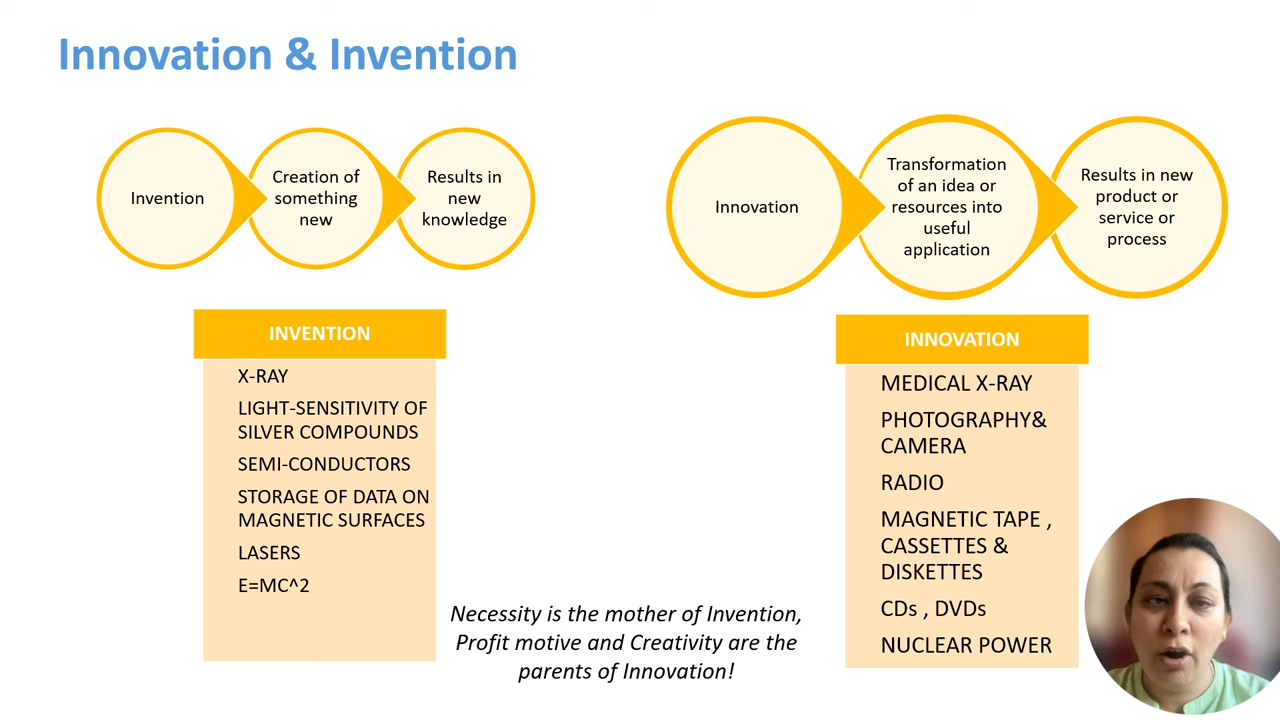 Innovation & Invention
Invention
Creation of
something
new
Results in
new
knowledge
Innovation
Transformation
of an idea or
resources into
useful
application
Results in new
product or
service or
process
INVENTION
X-RAY
LIGHT-SENSITIVITY OF
SILVER COMPOUNDS
SEMI-CONDUCTORS
STORAGE OF DATA ON
MAGNETIC SURFACES
LASERS
E=MC^2
INNOVATION
MEDICAL X-RAY
PHOTOGRAPHY&
CAMERA
RADIO
MAGNETIC TAPE ,
CASSETTES &
DISKETTES
CDs , DVDs
NUCLEAR POWER
Necessity is the mother of Invention,
Profit motive and Creativity are the
parents of Innovation!